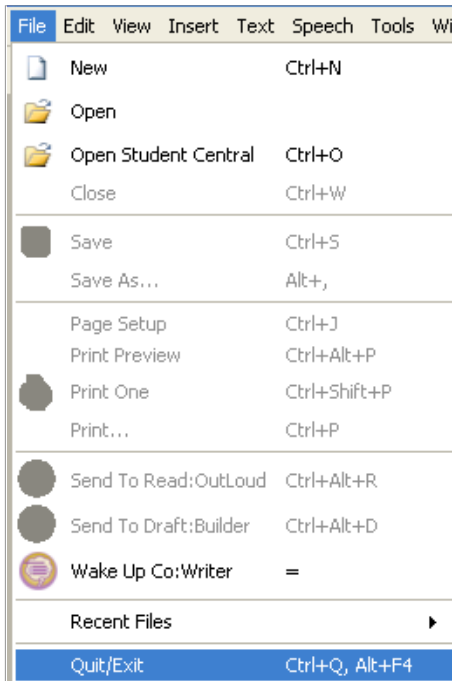 File Edit View Insert Text Speech Tools Wi
New Ctrl+N
Open
Open Student Central Ctrl+O
Close Ctrl+W
Save Ctrl+S
Save As... Alt+,
Page Setup Ctrl+J
Print Preview Ctrl+Alt+P
Print One Ctrl+Shift+P
Print... Ctrl+P
Send To Read:OutLoud Ctrl+Alt+R
Send To Draft:Builder Ctrl+Alt+D
Wake Up Co:Writer =
Recent Files
Quit/Exit Ctrl+Q, Alt+F4